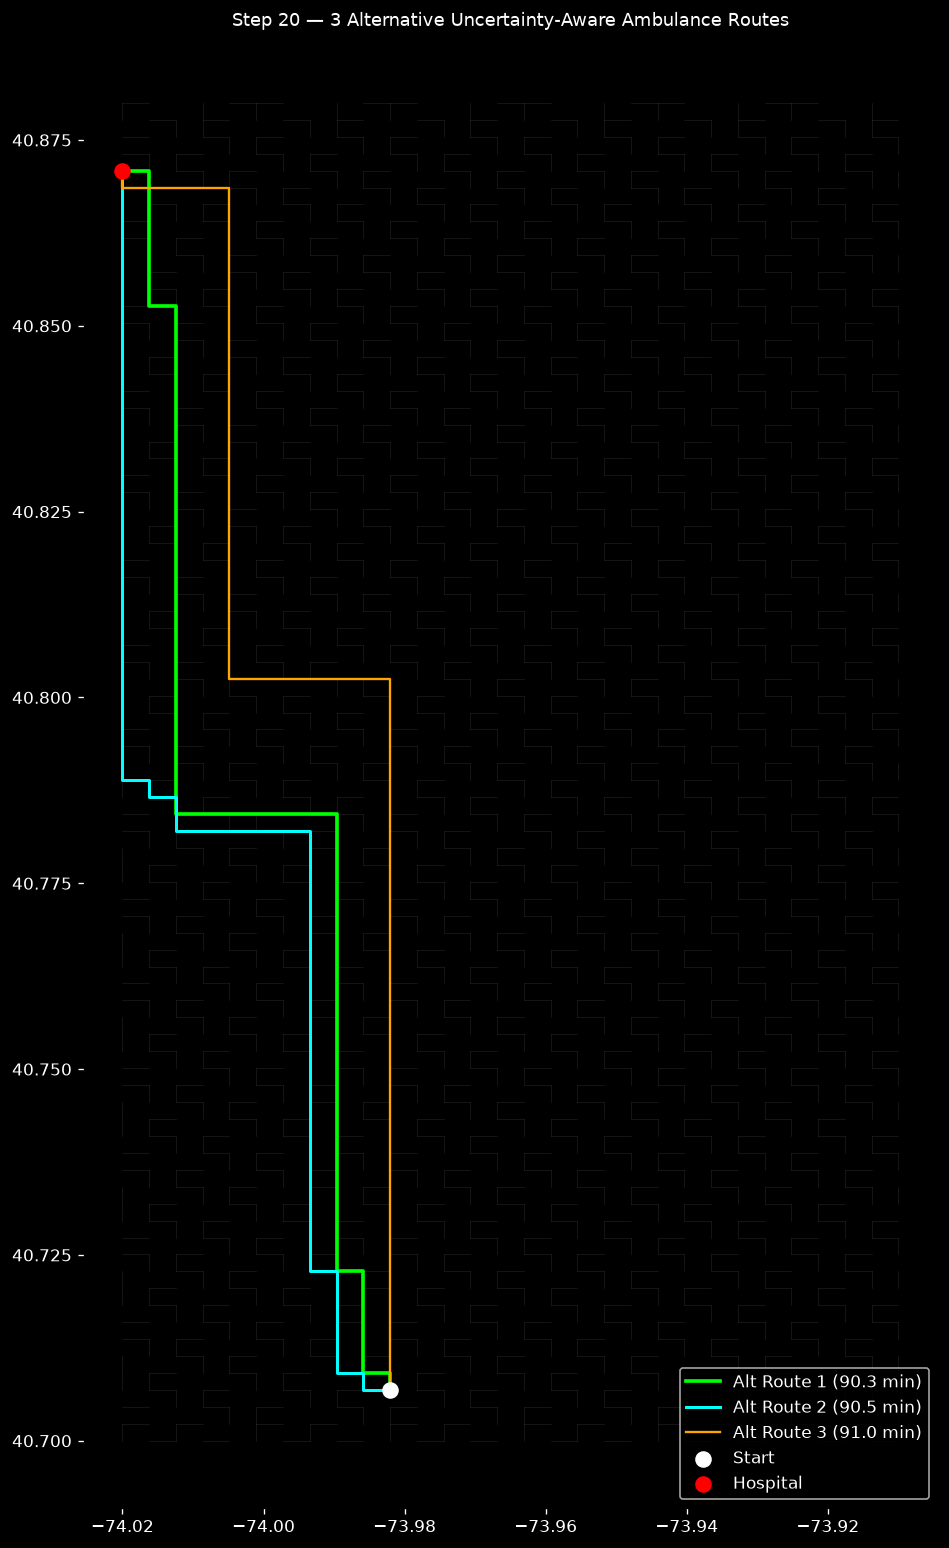 Step 20 — 3 Alternative Uncertainty-Aware Ambulance Routes
40.875
40.850
40.825
40.800
40.775
40.750
40.725
40.700
Alt Route 1 (90.3 min)
Alt Route 2 (90.5 min)
Alt Route 3 (91.0 min)
Start
Hospital
−74.02 −74.00 −73.98 −73.96 −73.94 −73.92